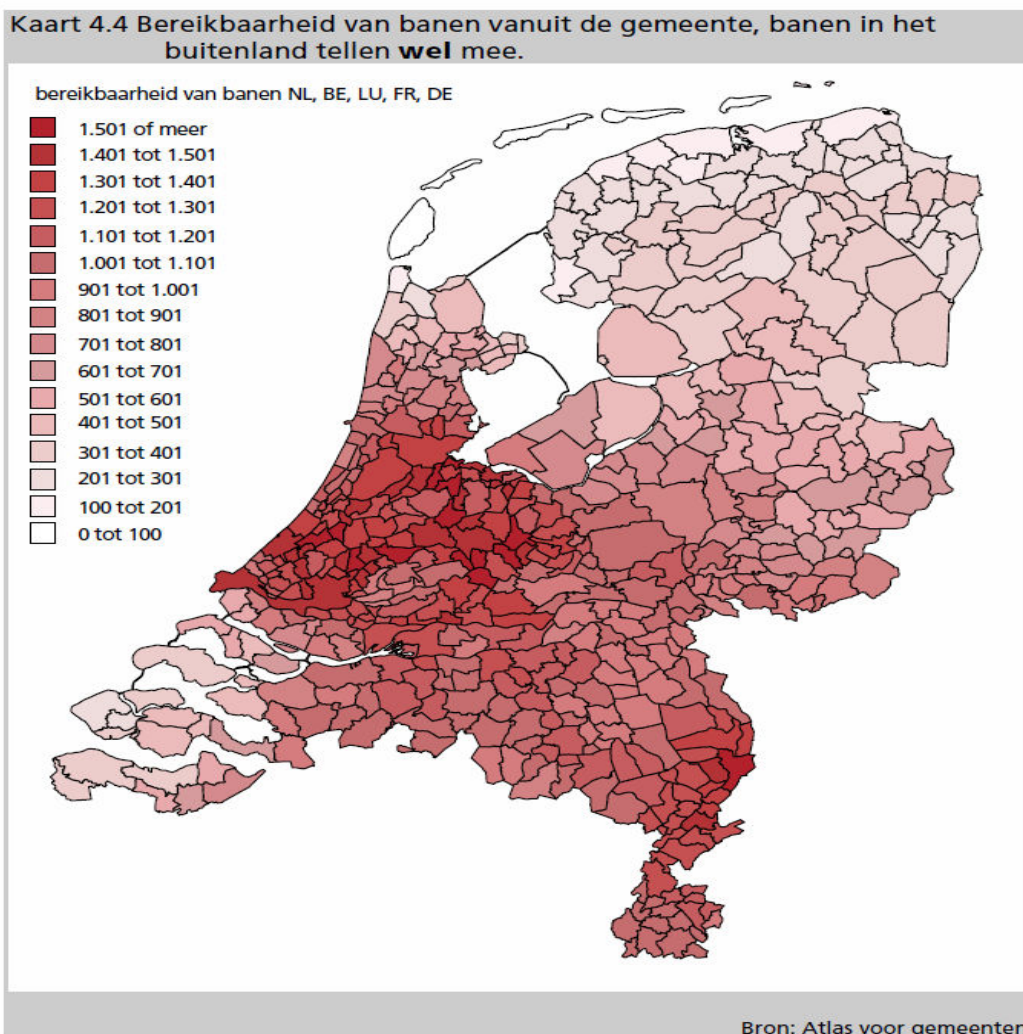 Kaart 4.4 Bereikbaarheid van banen vanuit de gemeente, banen in het
buitenland tellen wel mee.
bereikbaarheid van banen NL, BE, LU, FR, DE
1.501 of meer
1.401 tot 1.501
1.301 tot 1.401
1.201 tot 1.301
1.101 tot 1.201
1.001 tot 1.101
901 tot 1.001
801 tot 901
701 tot 801
601 tot 701
501 tot 601
401 tot 501
301 tot 401
201 tot 301
100 tot 201
0 tot 100
Bron: Atlas voor gemeenten